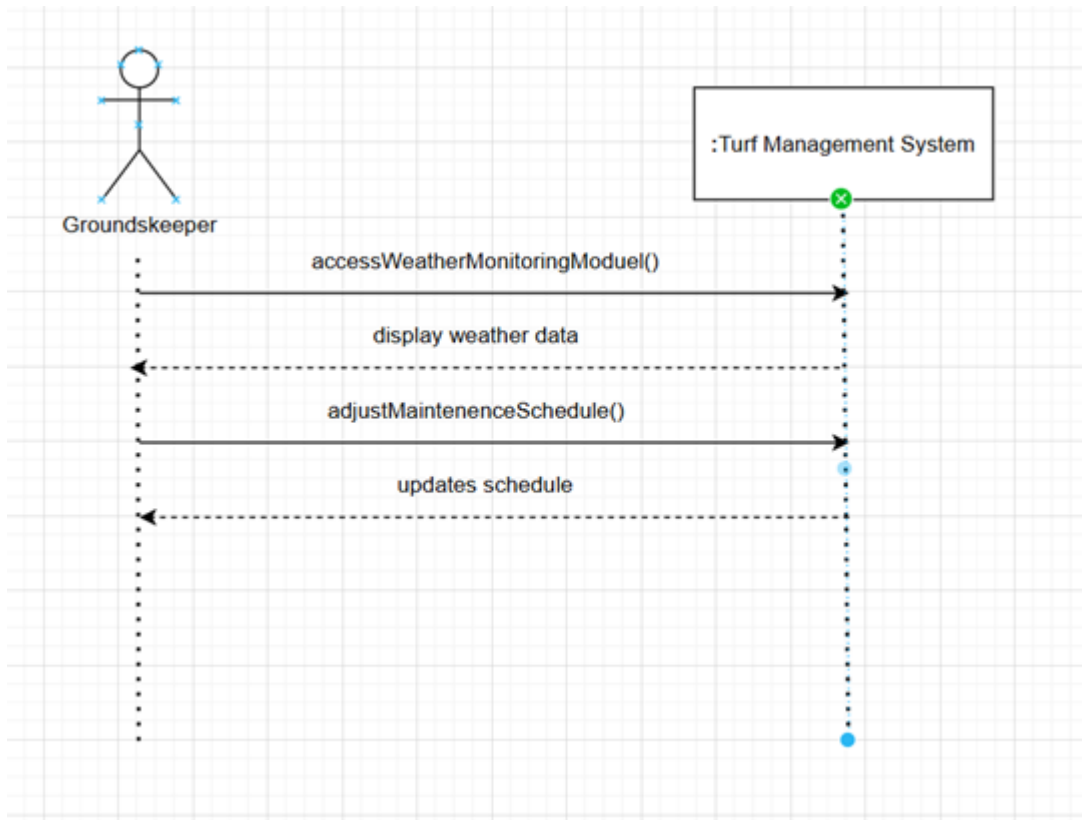 :Turf Management System
Groundskeeper
accessWeatherMonitoringModuel()
display weather data
adjustMaintenenceSchedule()
updates schedule